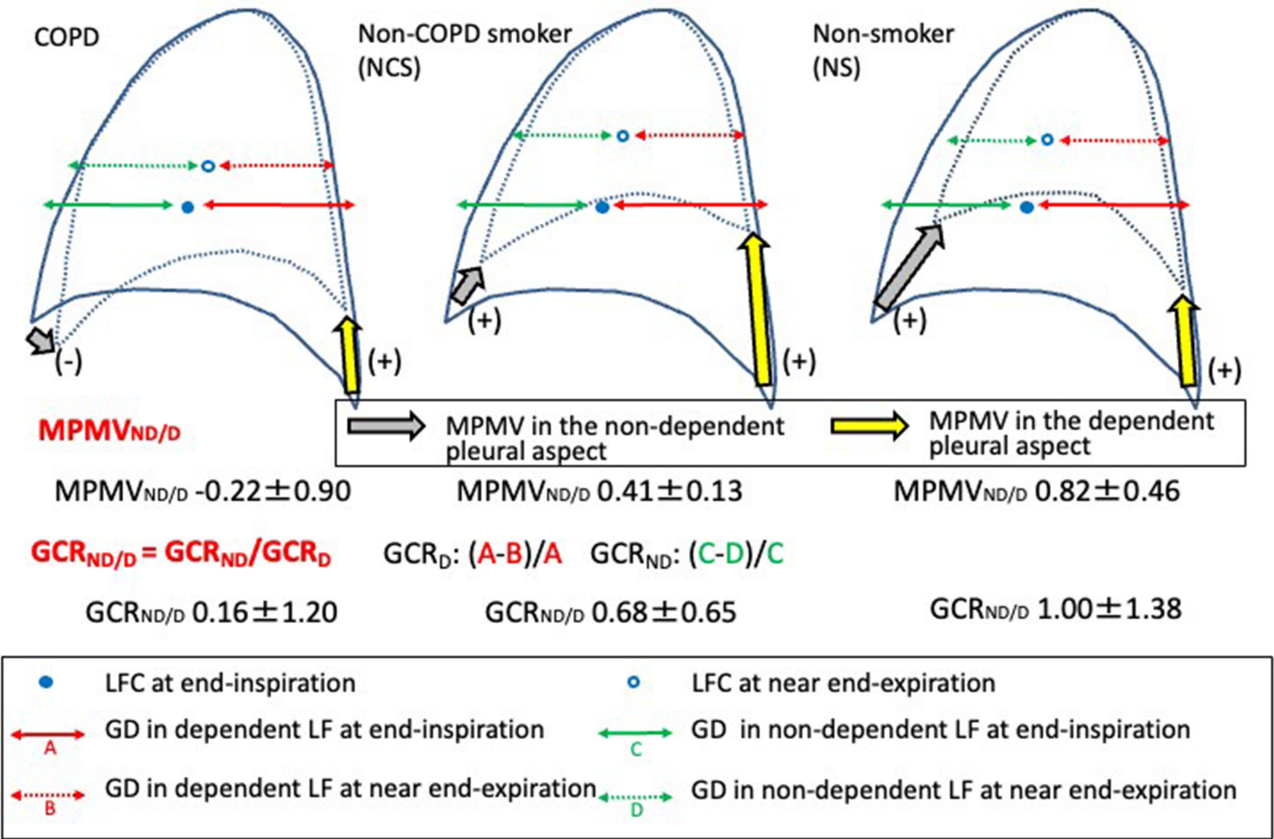 COPD
Non-COPD smoker
(NCS)
Non-smoker
(NS)
(-)
(+)
(+)
(+)
(+)
(+)
MPMVND/D
MPMV in the non-dependent
pleural aspect
MPMV in the dependent
pleural aspect
MPMVND/D -0.22±0.90
MPMVND/D 0.41±0.13
MPMVND/D 0.82±0.46
GCRND/D = GCRND/GCRD
GCRD: (A-B)/A
GCRND: (C-D)/C
GCRND/D 0.16±1.20
GCRND/D 0.68±0.65
GCRND/D 1.00±1.38
LFC at end-inspiration
LFC at near end-expiration
A
GD in dependent LF at end-inspiration
C
GD in non-dependent LF at end-inspiration
B
GD in dependent LF at near end-expiration
D
GD in non-dependent LF at near end-expiration